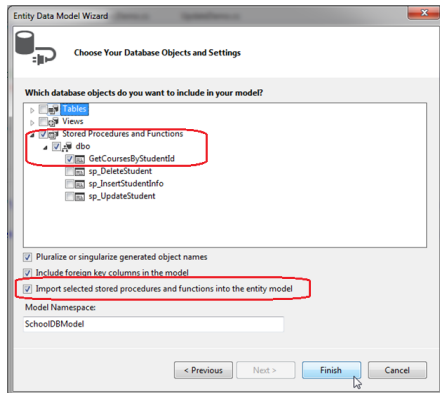 Entity Data Model Wizard
Choose Your Database Objects and Settings
Which database objects do you want to include in your model?
Tables
Views
Stored Procedures and Functions
dbo
GetCoursesByStudentId
sp_DeleteStudent
sp_InsertStudentInfo
sp_UpdateStudent
Pluralize or singularize generated object names
Include foreign key columns in the model
Import selected stored procedures and functions into the entity model
Model Namespace:
SchoolDBModel
< Previous Next > Finish Cancel